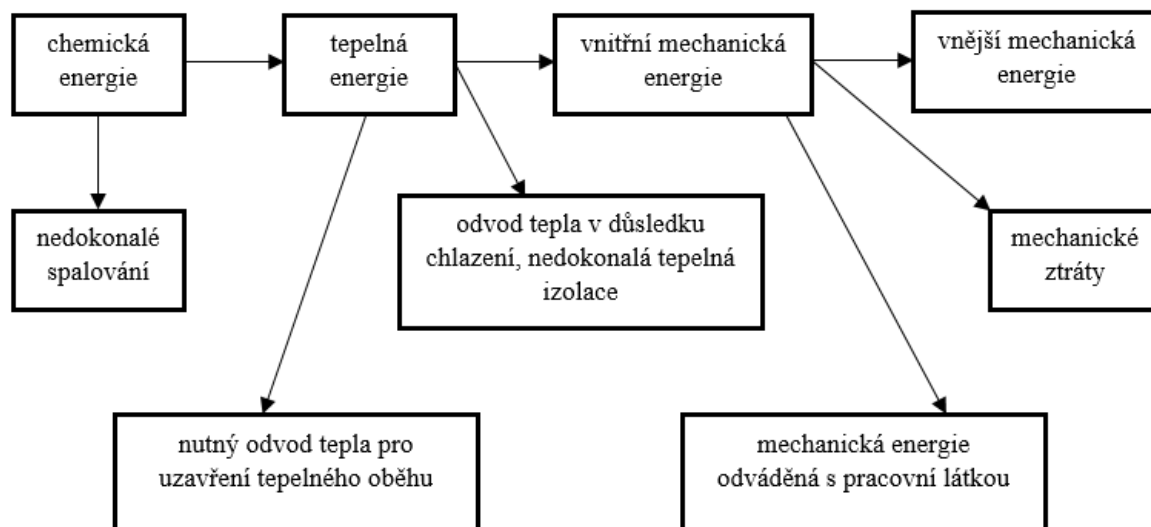 chemická
energie
tepelná
energie
vnitřní mechanická
energie
vnější mechanická
energie
nedokonalé
spalování
odvod tepla v důsledku
chlazení, nedokonalá tepelná
izolace
mechanické
ztráty
nutný odvod tepla pro
uzavření tepelného oběhu
mechanická energie
odváděná s pracovní látkou